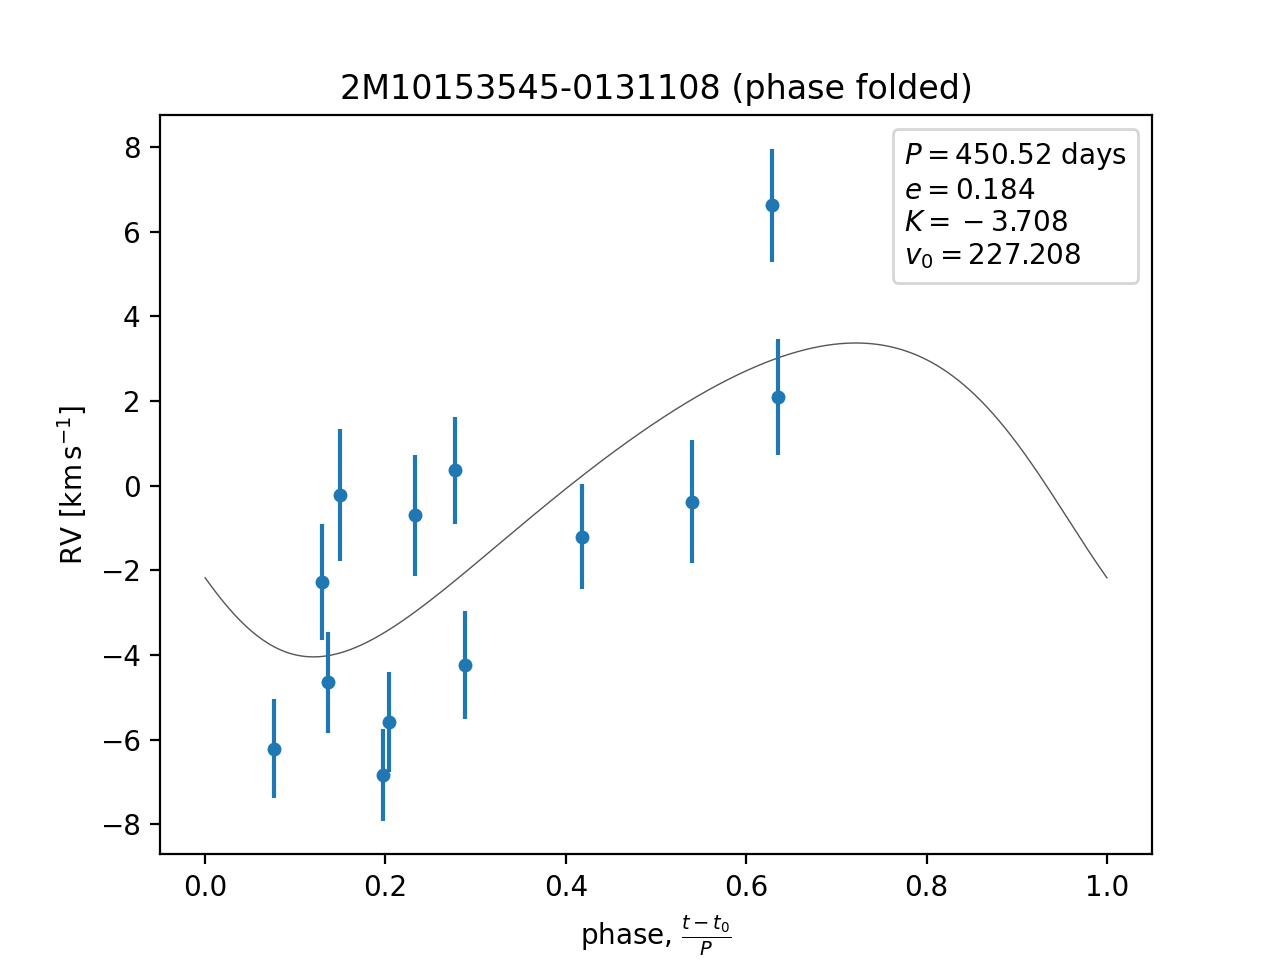 2M10153545-0131108 (phase folded)
P = 450.52 days
e = 0.184
K = −3.708
v₀ = 227.208
RV [km s⁻¹]
8
6
4
2
0
−2
−4
−6
−8
0.0 0.2 0.4 0.6 0.8 1.0
phase, (t − t₀)/P